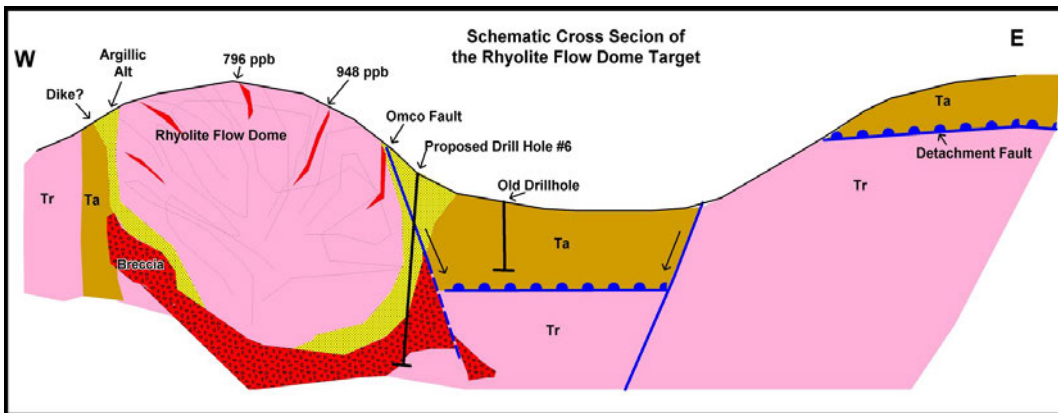 Schematic Cross Secion of
the Rhyolite Flow Dome Target
W
E
Argillic
Alt
796 ppb
948 ppb
Dike?
Rhyolite Flow Dome
Omco Fault
Proposed Drill Hole #6
Old Drillhole
Ta
Detachment Fault
Tr
Ta
Tr
Ta
Breccia
Tr